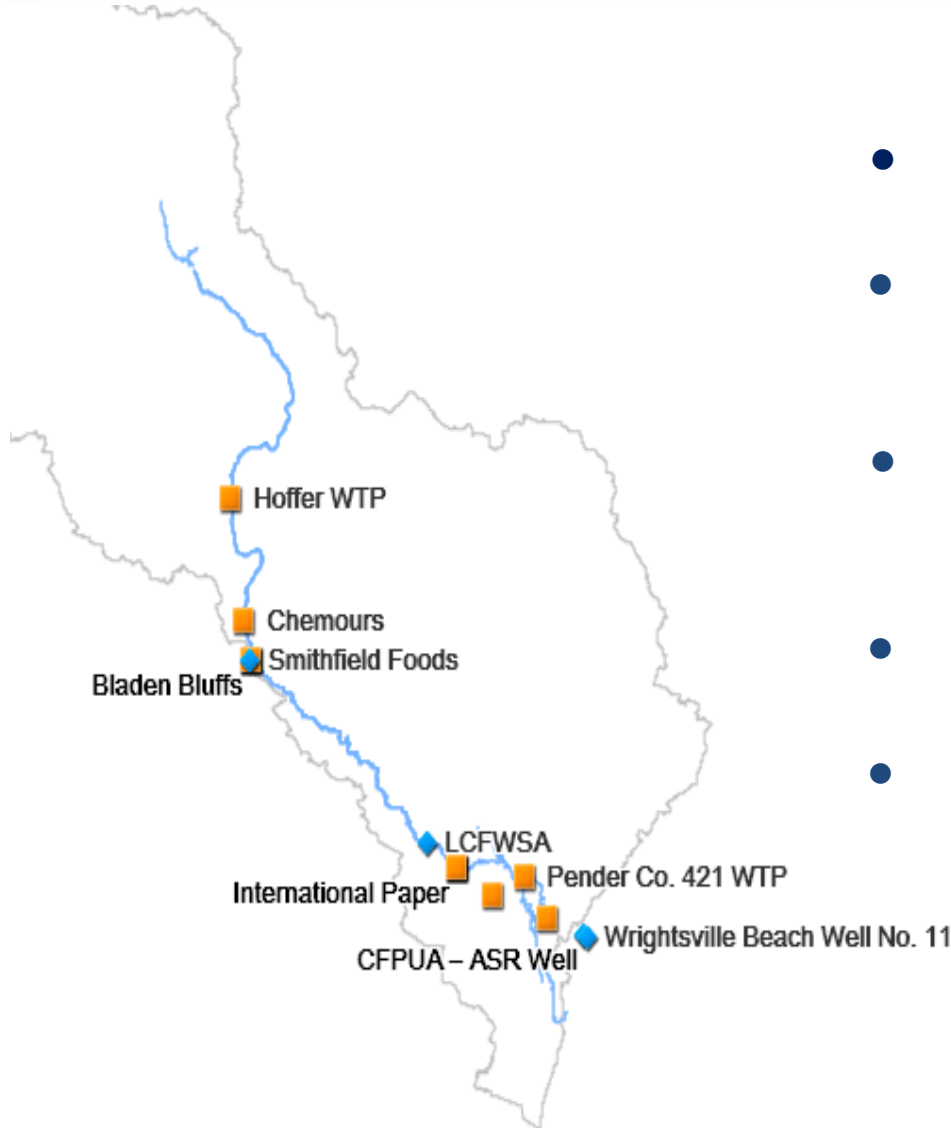 Hoffer WTP
Chemours
Smithfield Foods
Bladen Bluffs
LCFWSA
Pender Co. 421 WTP
International Paper
Wrightsville Beach Well No. 11
CFPUA – ASR Well